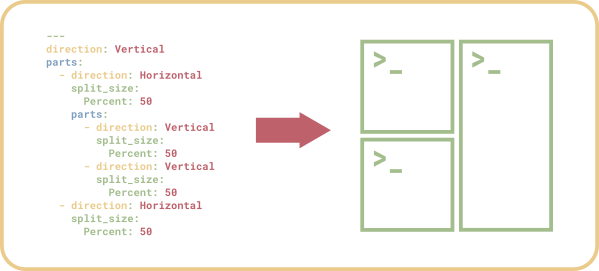 ---
direction: Vertical
parts:
  - direction: Horizontal
    split_size:
      Percent: 50
    parts:
      - direction: Vertical
        split_size:
          Percent: 50
      - direction: Vertical
        split_size:
          Percent: 50
  - direction: Horizontal
    split_size:
      Percent: 50
>_
>_
>_